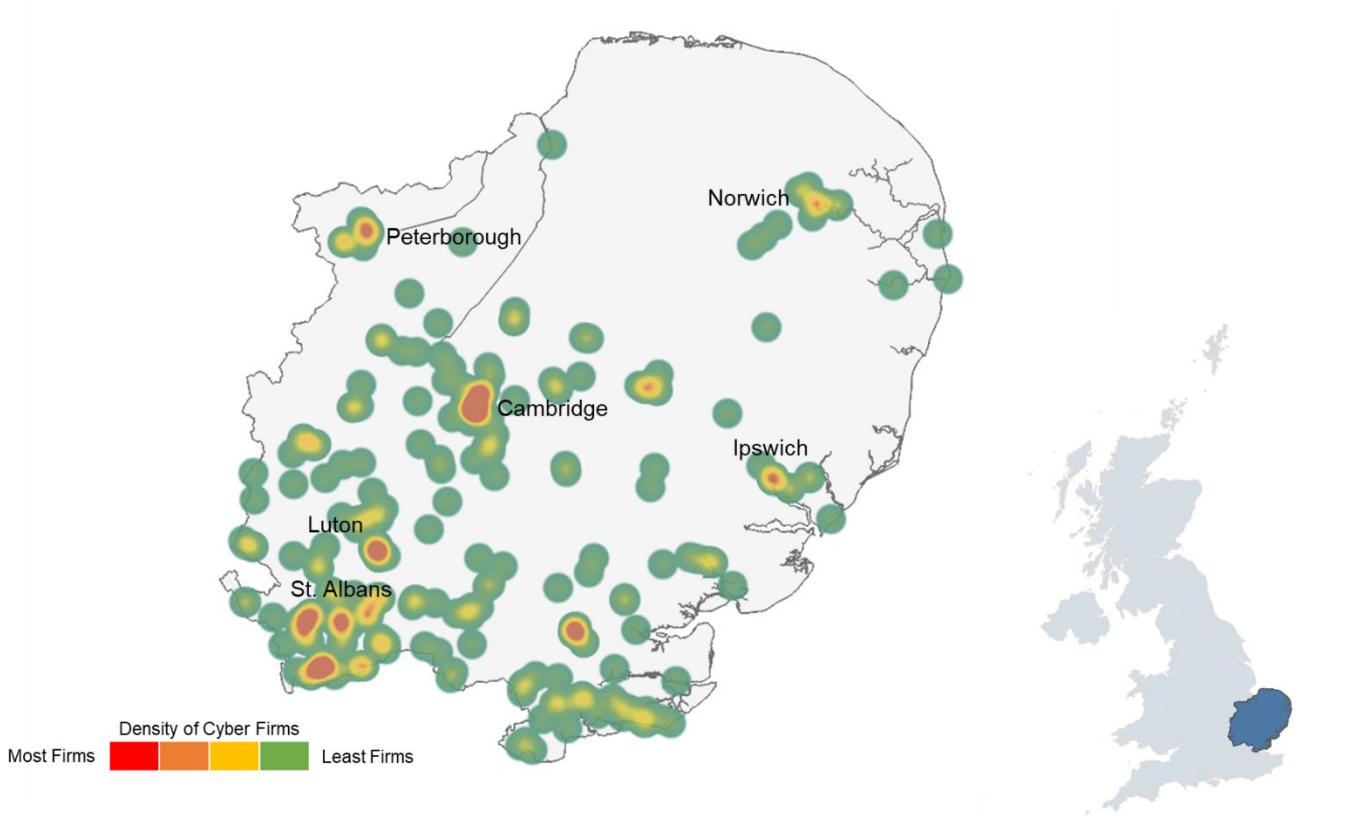 Norwich
Peterborough
Cambridge
Ipswich
Luton
St. Albans
Density of Cyber Firms
Most Firms
Least Firms